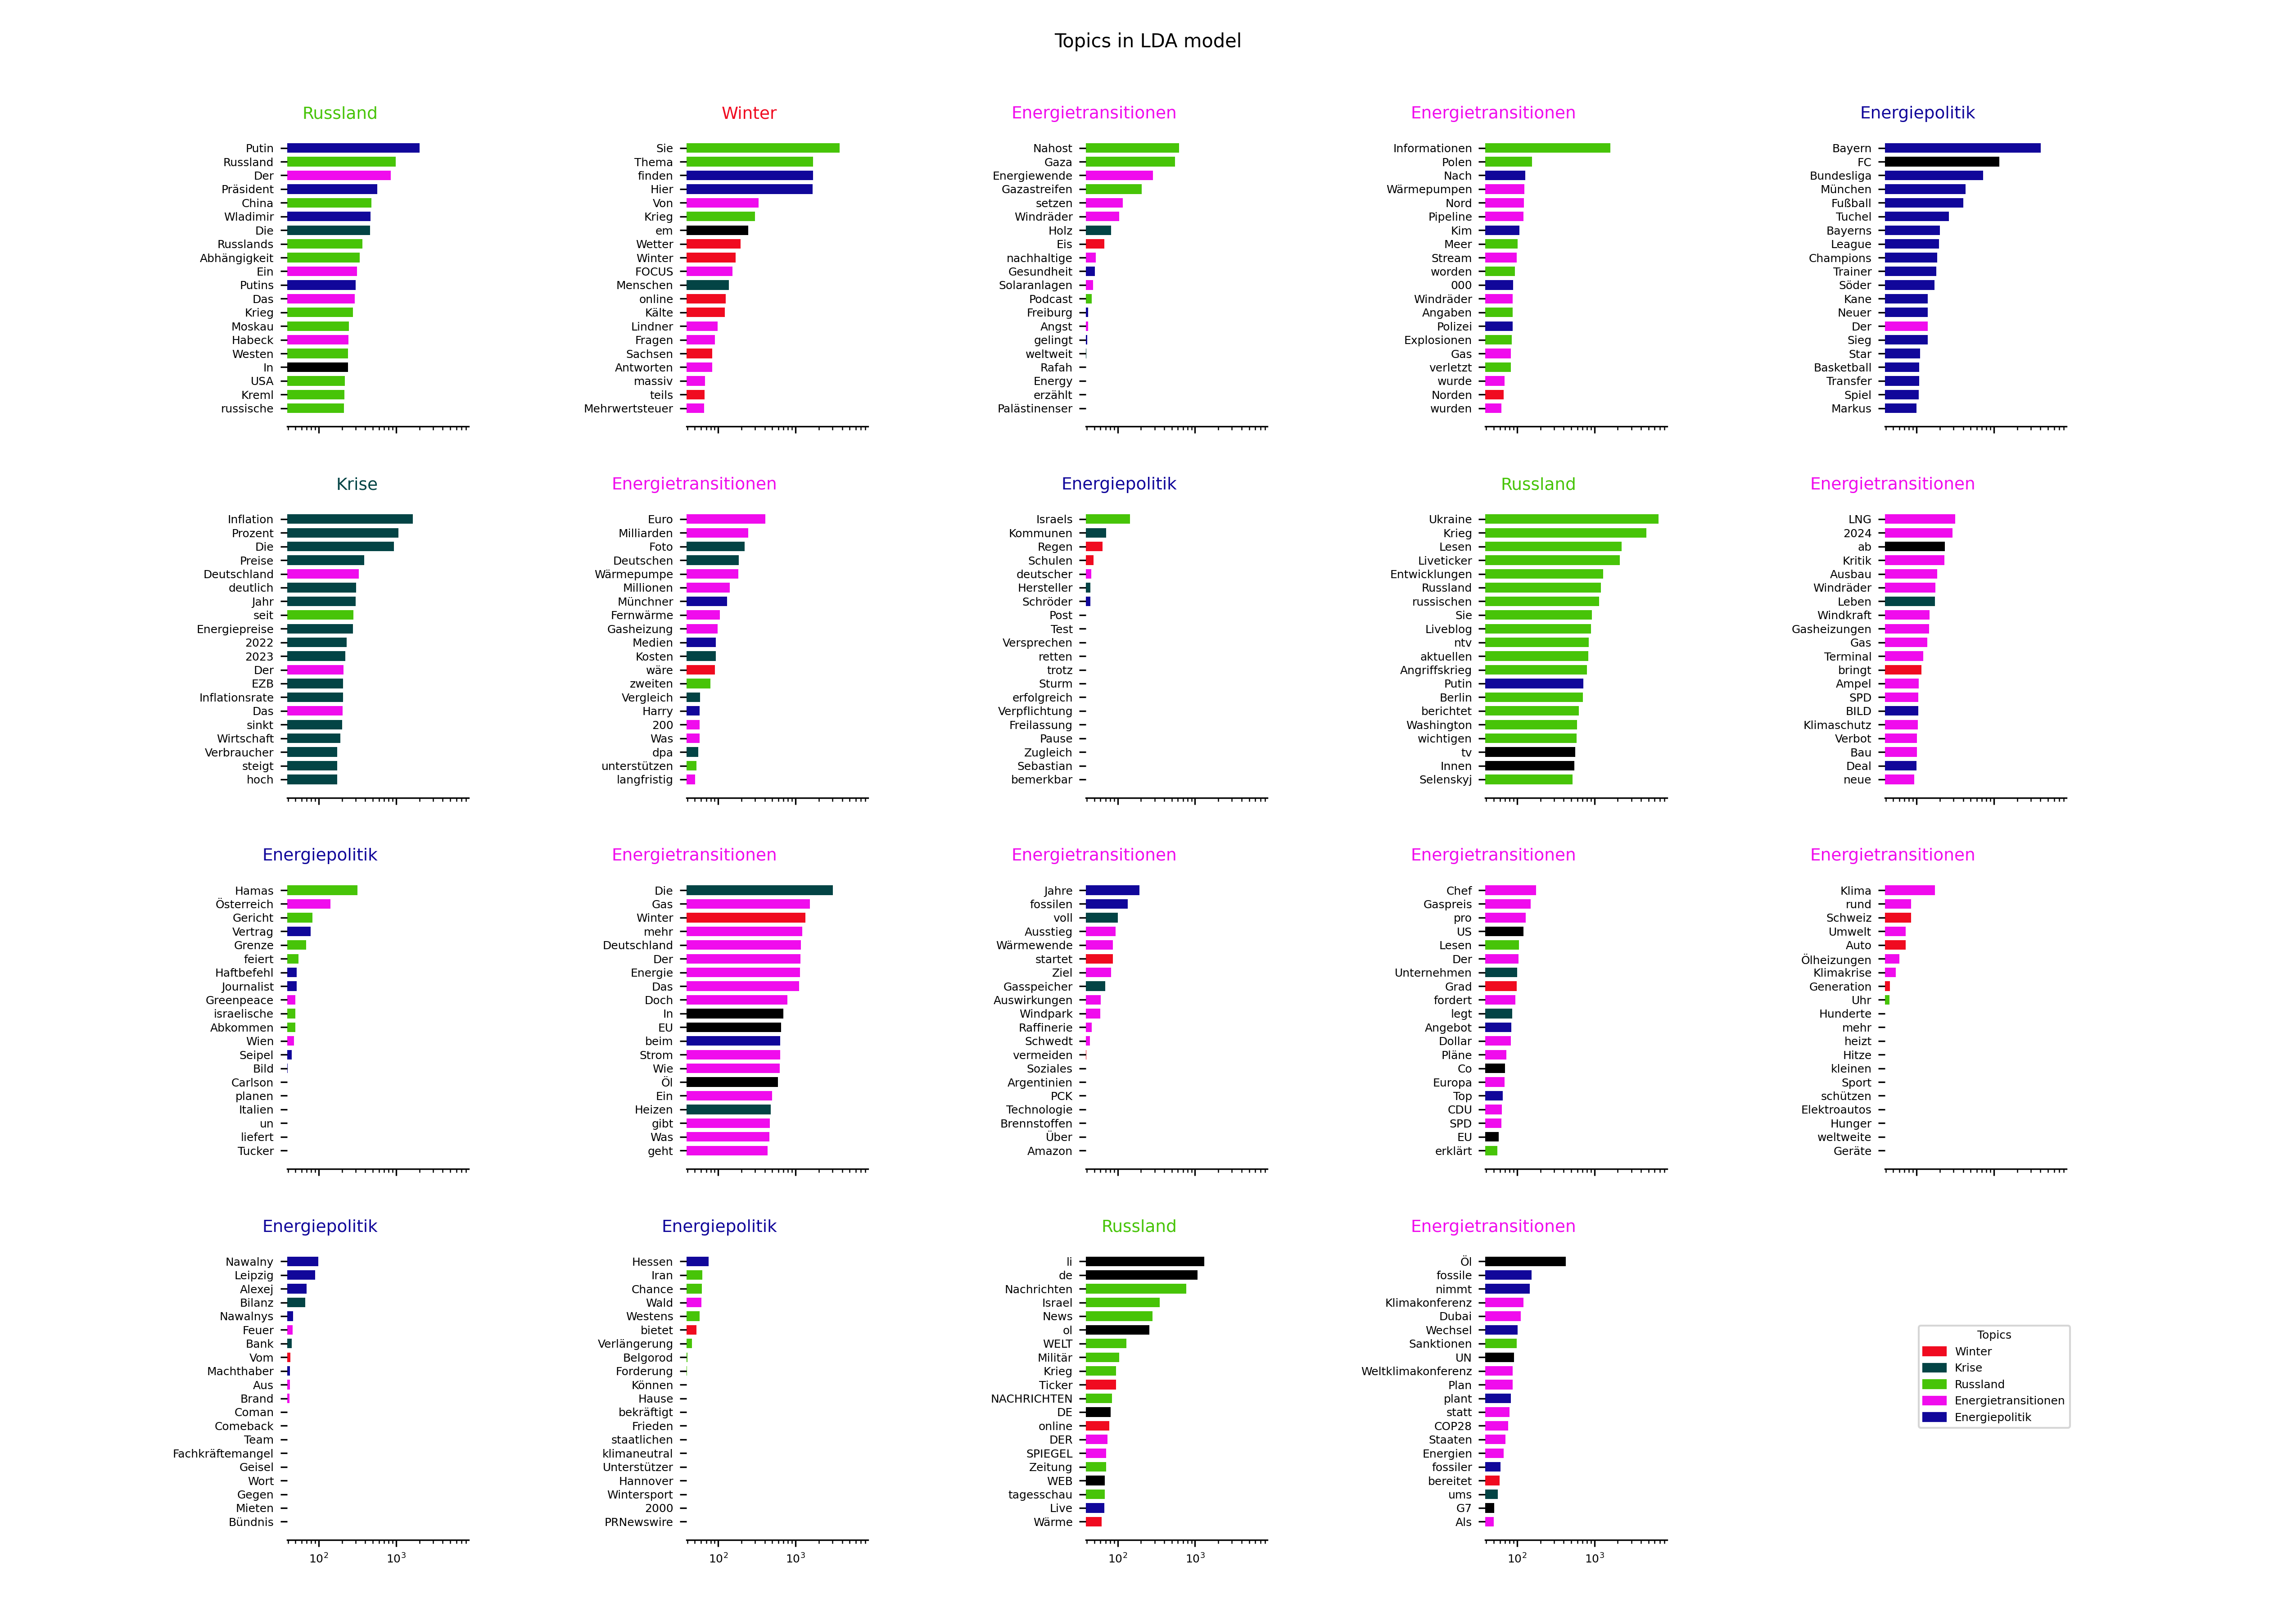 Topics in LDA model
Russland
Putin
Russland
Der
Präsident
China
Wladimir
Die
Russlands
Abhängigkeit
Ein
Putins
Das
Krieg
Moskau
Habeck
Westen
In
USA
Kreml
russische
Winter
Sie
Thema
finden
Hier
Von
Krieg
em
Wetter
Winter
FOCUS
Menschen
online
Kälte
Lindner
Fragen
Sachsen
Antworten
massiv
teils
Mehrwertsteuer
Energietransitionen
Nahost
Gaza
Energiewende
Gazastreifen
setzen
Windräder
Holz
Eis
nachhaltige
Gesundheit
Solaranlagen
Podcast
Freiburg
Angst
gelingt
weltweit
Rafah
Energy
erzählt
Palästinenser
Energietransitionen
Informationen
Polen
Nach
Wärmepumpen
Nord
Pipeline
Kim
Meer
Stream
worden
000
Windräder
Angaben
Polizei
Explosionen
Gas
verletzt
wurde
Norden
wurden
Energiepolitik
Bayern
FC
Bundesliga
München
Fußball
Tuchel
Bayerns
League
Champions
Trainer
Söder
Kane
Neuer
Der
Sieg
Star
Basketball
Transfer
Spiel
Markus
Krise
Inflation
Prozent
Die
Preise
Deutschland
deutlich
Jahr
seit
Energiepreise
2022
2023
Der
EZB
Inflationsrate
Das
sinkt
Wirtschaft
Verbraucher
steigt
hoch
Energietransitionen
Euro
Milliarden
Foto
Deutschen
Wärmepumpe
Millionen
Münchner
Fernwärme
Gasheizung
Medien
Kosten
wäre
zweiten
Vergleich
Harry
200
Was
dpa
unterstützen
langfristig
Energiepolitik
Israels
Kommunen
Regen
Schulen
deutscher
Hersteller
Schröder
Post
Test
Versprechen
retten
trotz
Sturm
erfolgreich
Verpflichtung
Freilassung
Pause
Zugleich
Sebastian
bemerkbar
Russland
Ukraine
Krieg
Lesen
Liveticker
Entwicklungen
Russland
russischen
Sie
Liveblog
ntv
aktuellen
Angriffskrieg
Putin
Berlin
berichtet
Washington
wichtigen
tv
Innen
Selenskyj
Energietransitionen
LNG
2024
ab
Kritik
Ausbau
Windräder
Leben
Windkraft
Gasheizungen
Gas
Terminal
bringt
Ampel
SPD
BILD
Klimaschutz
Verbot
Bau
Deal
neue
Energiepolitik
Hamas
Österreich
Gericht
Vertrag
Grenze
feiert
Haftbefehl
Journalist
Greenpeace
israelische
Abkommen
Wien
Seipel
Bild
Carlson
planen
Italien
un
liefert
Tucker
Energietransitionen
Die
Gas
Winter
mehr
Deutschland
Der
Energie
Das
Doch
In
EU
beim
Strom
Wie
Öl
Ein
Heizen
gibt
Was
geht
Energietransitionen
Jahre
fossilen
voll
Ausstieg
Wärmewende
startet
Ziel
Gasspeicher
Auswirkungen
Windpark
Raffinerie
Schwedt
vermeiden
Soziales
Argentinien
PCK
Technologie
Brennstoffen
Über
Amazon
Energietransitionen
Chef
Gaspreis
pro
US
Lesen
Der
Unternehmen
Grad
fordert
legt
Angebot
Dollar
Pläne
Co
Europa
Top
CDU
SPD
EU
erklärt
Energietransitionen
Klima
rund
Schweiz
Umwelt
Auto
Ölheizungen
Klimakrise
Generation
Uhr
Hunderte
mehr
heizt
Hitze
kleinen
Sport
schützen
Elektroautos
Hunger
weltweite
Geräte
Energiepolitik
Nawalny
Leipzig
Alexej
Bilanz
Nawalnys
Feuer
Bank
Vom
Machthaber
Aus
Brand
Coman
Comeback
Team
Fachkräftemangel
Geisel
Wort
Gegen
Mieten
Bündnis
10² 10³
Energiepolitik
Hessen
Iran
Chance
Wald
Westens
bietet
Verlängerung
Belgorod
Forderung
Können
Hause
bekräftigt
Frieden
staatlichen
klimaneutral
Unterstützer
Hannover
Wintersport
2000
PRNewswire
10² 10³
Russland
li
de
Nachrichten
Israel
News
ol
WELT
Militär
Krieg
Ticker
NACHRICHTEN
DE
online
DER
SPIEGEL
Zeitung
WEB
tagesschau
Live
Wärme
10² 10³
Energietransitionen
Öl
fossile
nimmt
Klimakonferenz
Dubai
Wechsel
Sanktionen
UN
Weltklimakonferenz
Plan
plant
statt
COP28
Staaten
Energien
fossiler
bereitet
ums
G7
Als
10² 10³
Topics
Winter
Krise
Russland
Energietransitionen
Energiepolitik